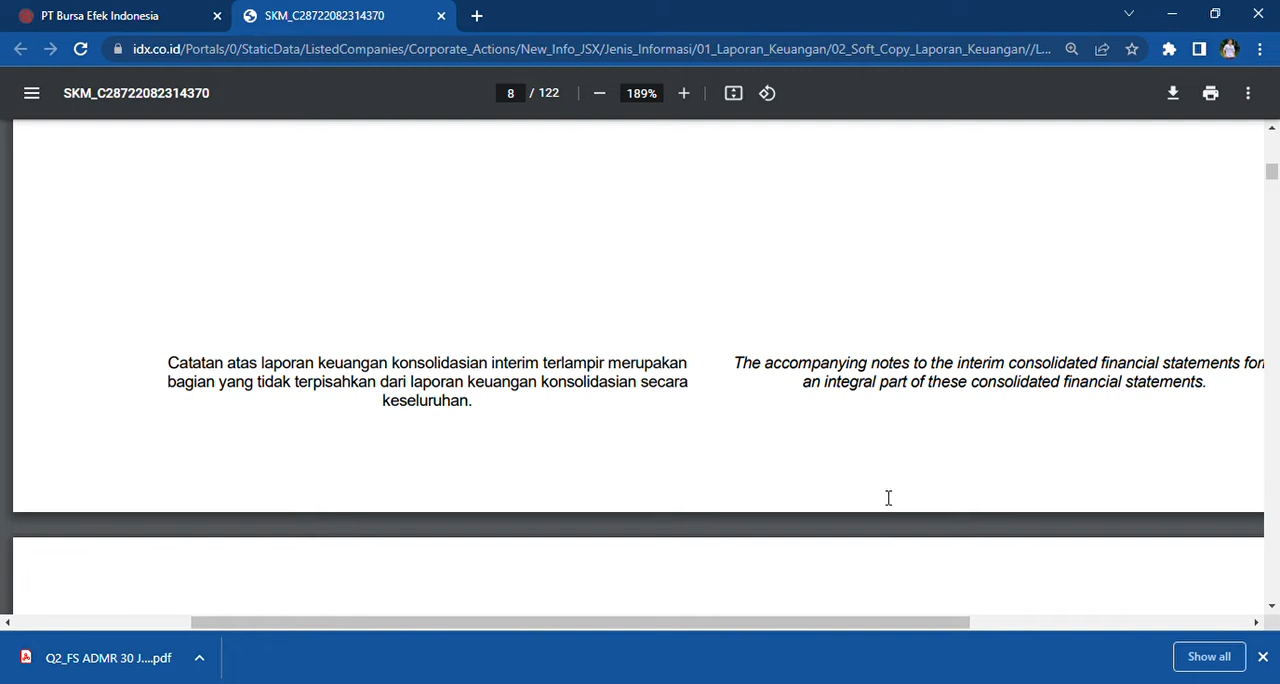 PT Bursa Efek Indonesia
SKM_C28722082314370
idx.co.id/Portals/0/StaticData/ListedCompanies/Corporate_Actions/New_Info_JSX/Jenis_Informasi/01_Laporan_Keuangan/02_Soft_Copy_Laporan_Keuangan//L...
SKM_C28722082314370
8 / 122
189%
Catatan atas laporan keuangan konsolidasian interim terlampir merupakan
bagian yang tidak terpisahkan dari laporan keuangan konsolidasian secara
keseluruhan.
The accompanying notes to the interim consolidated financial statements for
an integral part of these consolidated financial statements.
Q2_FS ADMR 30 J....pdf
Show all